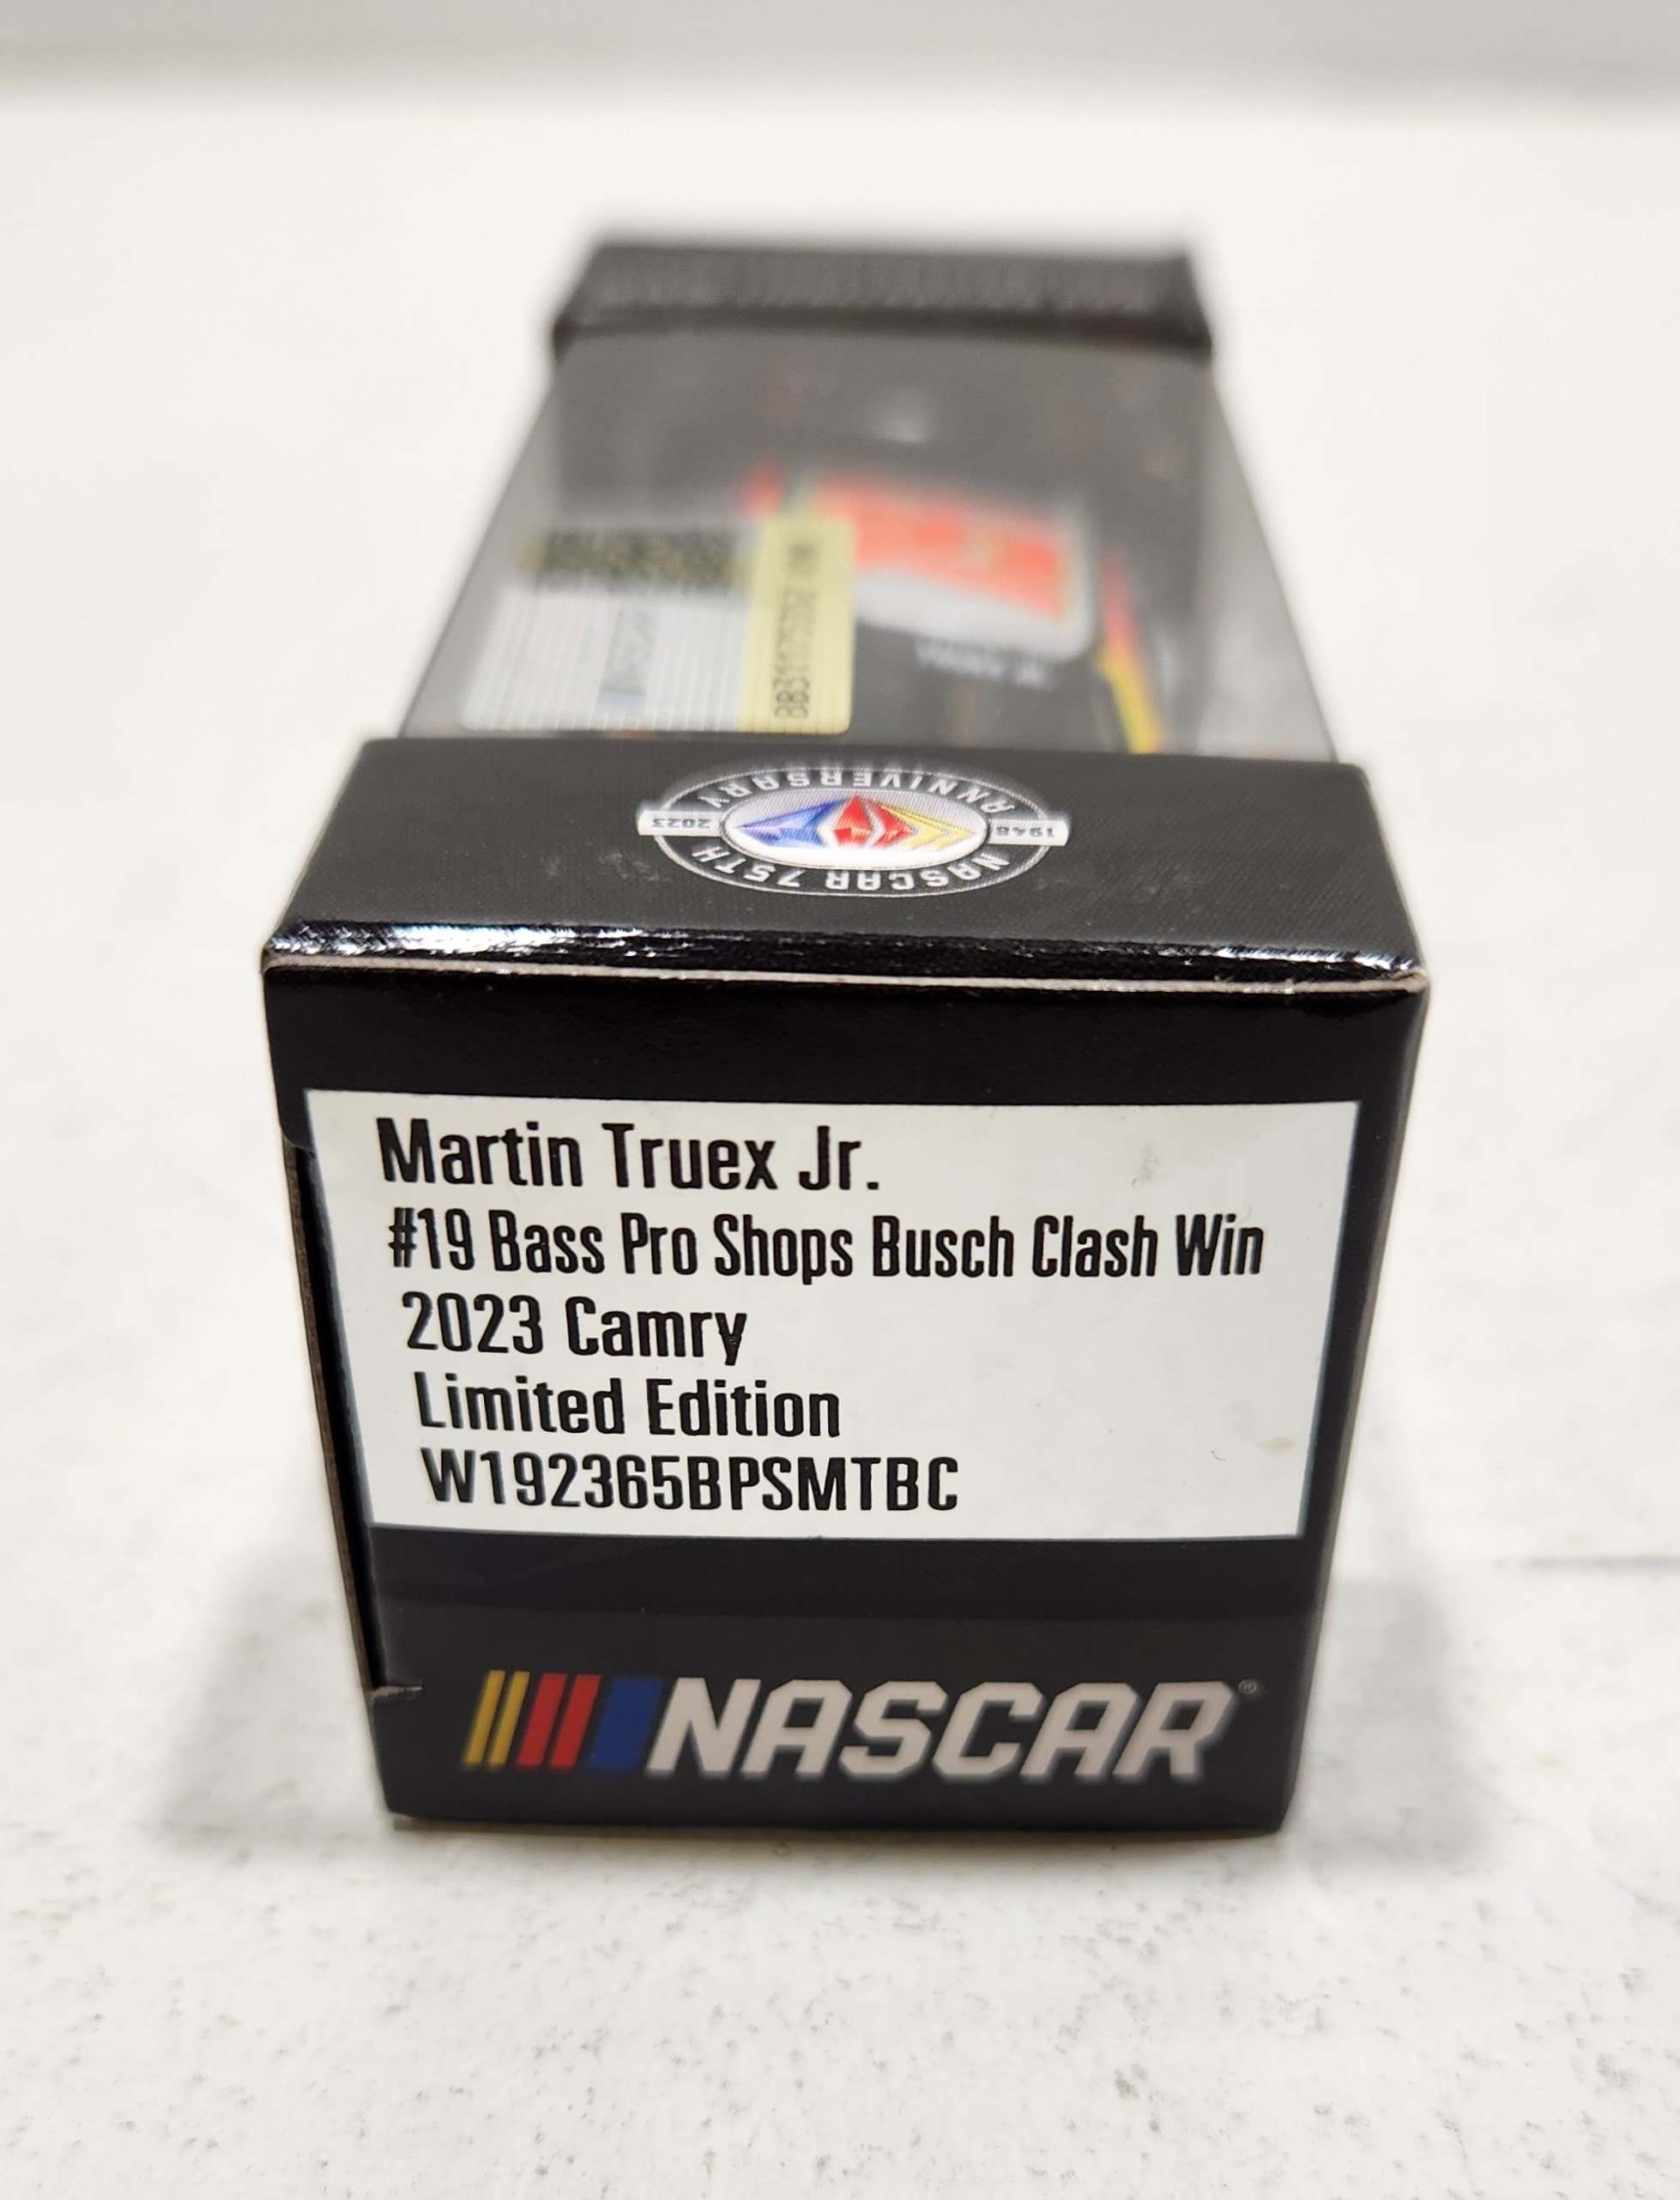 NASCAR 75TH
ANNIVERSARY
1948
2023
Martin Truex Jr.
#19 Bass Pro Shops Busch Clash Win
2023 Camry
Limited Edition
W192365BPSMTBC
NASCAR®